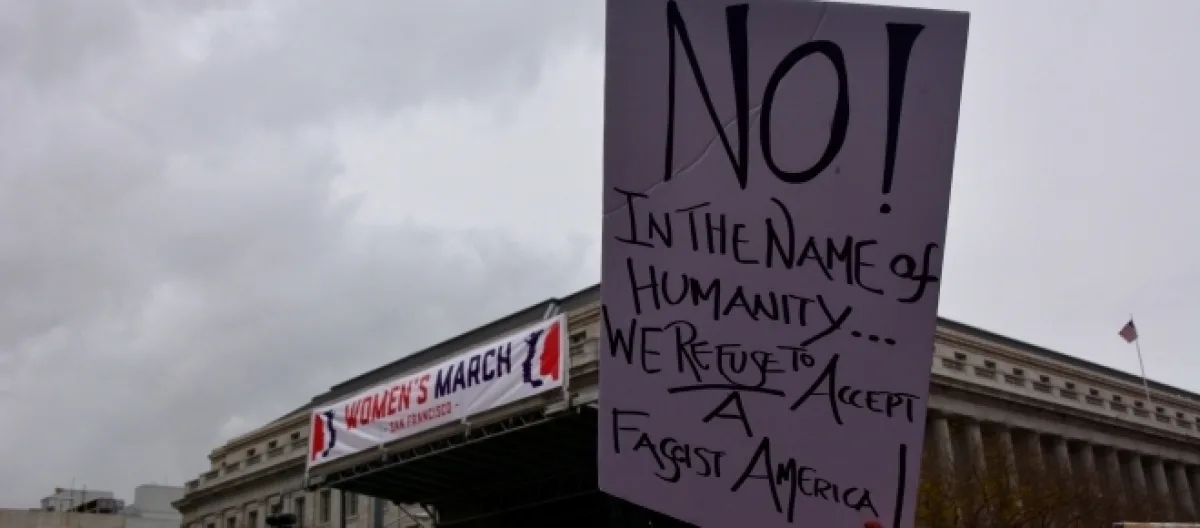 NO!
IN THE NAME of
HUMANITY...
WE REFUSE TO ACCEPT
A
FASCIST AMERICA!
WOMEN'S MARCH
- SAN FRANCISCO -